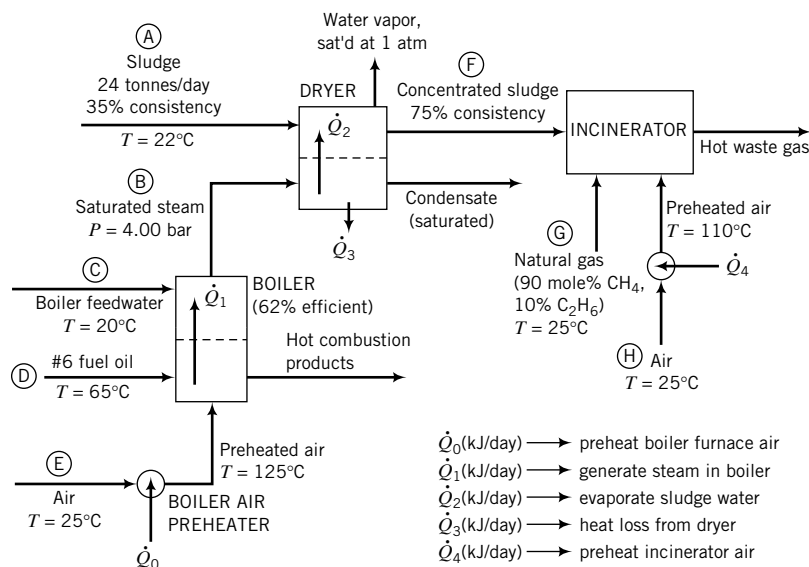 A
Sludge
24 tonnes/day
35% consistency
T = 22°C
Water vapor,
sat'd at 1 atm
DRYER
Q̇₂
F
Concentrated sludge
75% consistency
INCINERATOR
Hot waste gas
B
Saturated steam
P = 4.00 bar
Condensate
(saturated)
Q̇₃
Preheated air
T = 110°C
G
Natural gas
(90 mole% CH₄,
10% C₂H₆)
T = 25°C
Q̇₄
H Air
T = 25°C
C
Boiler feedwater
T = 20°C
Q̇₁
BOILER
(62% efficient)
Hot combustion
products
D
#6 fuel oil
T = 65°C
E
Air
T = 25°C
Preheated air
T = 125°C
BOILER AIR
PREHEATER
Q̇₀
Q̇₀(kJ/day) → preheat boiler furnace air
Q̇₁(kJ/day) → generate steam in boiler
Q̇₂(kJ/day) → evaporate sludge water
Q̇₃(kJ/day) → heat loss from dryer
Q̇₄(kJ/day) → preheat incinerator air